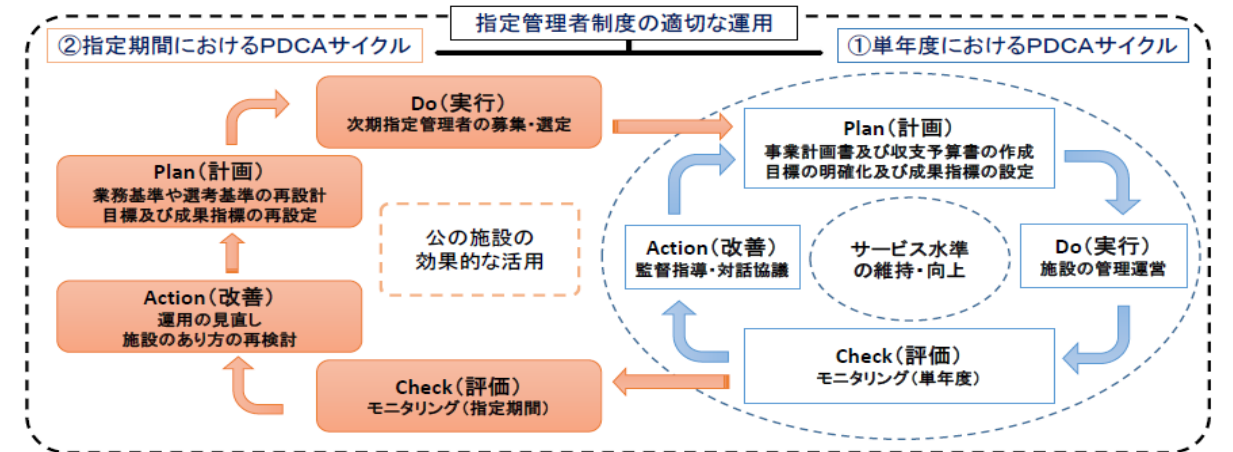 指定管理者制度の適切な運用
②指定期間におけるPDCAサイクル
①単年度におけるPDCAサイクル
Do(実行)
次期指定管理者の募集・選定
Plan(計画)
業務基準や選考基準の再設計
目標及び成果指標の再設定
Action(改善)
運用の見直し
施設のあり方の再検討
Check(評価)
モニタリング(指定期間)
公の施設の
効果的な活用
Plan(計画)
事業計画書及び収支予算書の作成
目標の明確化及び成果指標の設定
Do(実行)
施設の管理運営
Check(評価)
モニタリング(単年度)
Action(改善)
監督指導・対話協議
サービス水準
の維持・向上